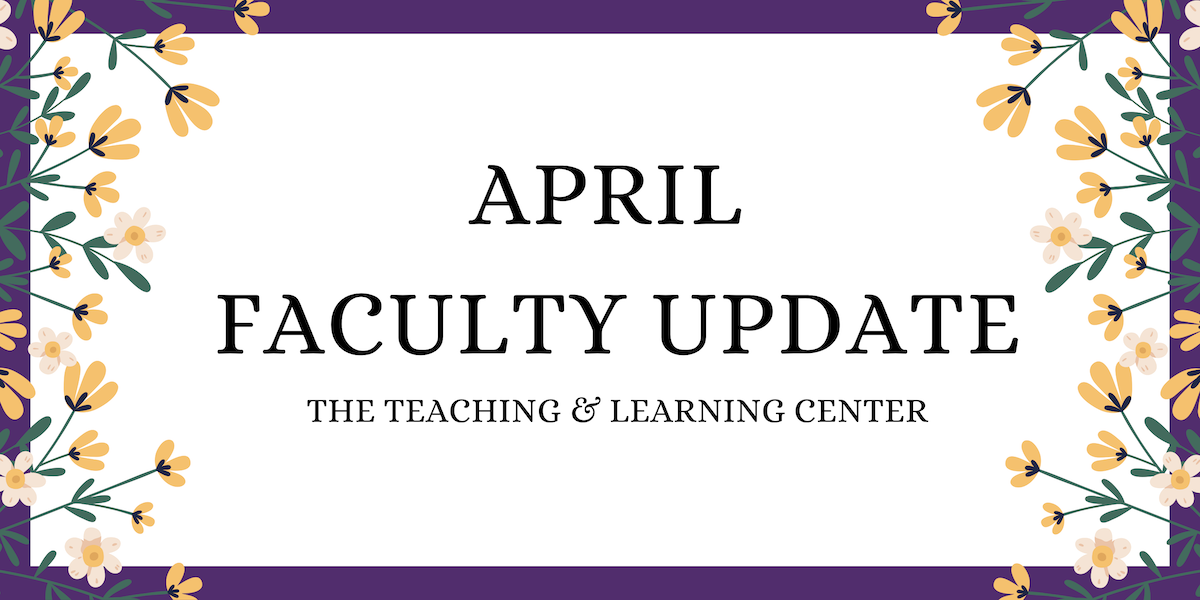 APRIL
FACULTY UPDATE
THE TEACHING & LEARNING CENTER